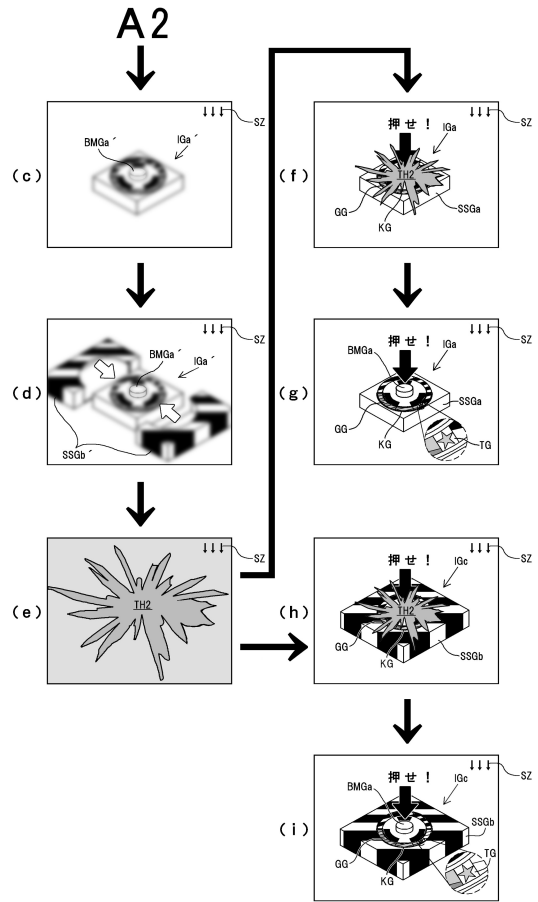 A2
(c)
BMGa´
IGa´
SZ
(d)
BMGa´
IGa´
SZ
SSGb´
(e)
TH2
SZ
(f)
押せ！
IGa
SZ
TH2
GG
KG
SSGa
(g)
押せ！
BMGa
IGa
SZ
SSGa
GG
KG
TG
(h)
押せ！
IGc
SZ
TH2
GG
KG
SSGb
(i)
押せ！
BMGa
IGc
SZ
SSGb
GG
KG
TG